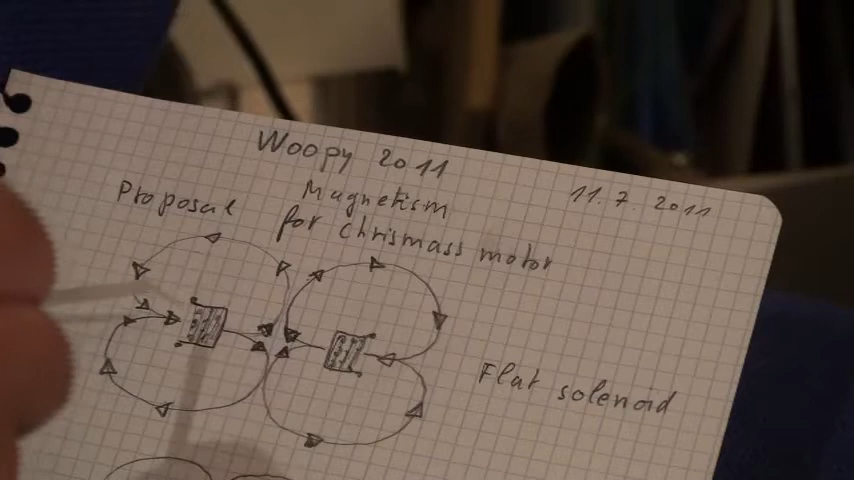 Woopy 2011
11. 7. 2011
Proposal
Magnetism
for chrismass motor
Flat solenoid